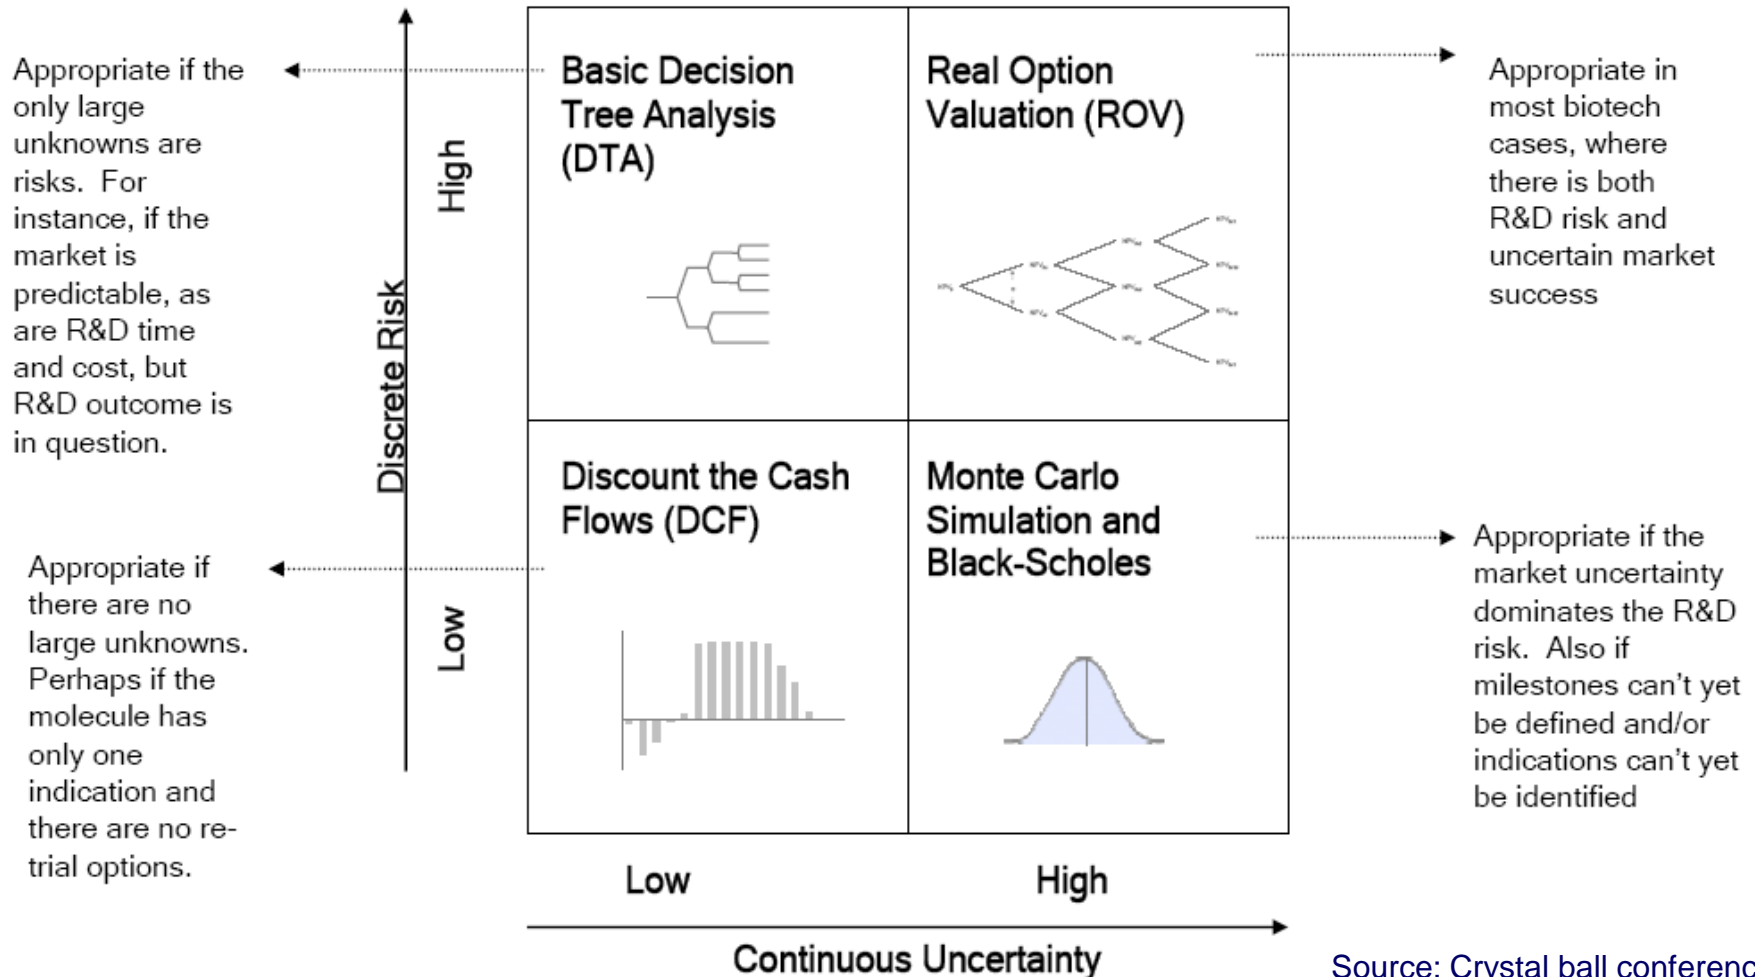 Appropriate if the
only large
unknowns are
risks.  For
instance, if the
market is
predictable, as
are R&D time
and cost, but
R&D outcome is
in question.
Appropriate if
there are no
large unknowns.
Perhaps if the
molecule has
only one
indication and
there are no re-
trial options.
Discrete Risk
High
Low
Basic Decision
Tree Analysis
(DTA)
Real Option
Valuation (ROV)
Discount the Cash
Flows (DCF)
Monte Carlo
Simulation and
Black-Scholes
Appropriate in
most biotech
cases, where
there is both
R&D risk and
uncertain market
success
Appropriate if the
market uncertainty
dominates the R&D
risk.  Also if
milestones can't yet
be defined and/or
indications can't yet
be identified
Low
High
Continuous Uncertainty
Source: Crystal ball conferenc